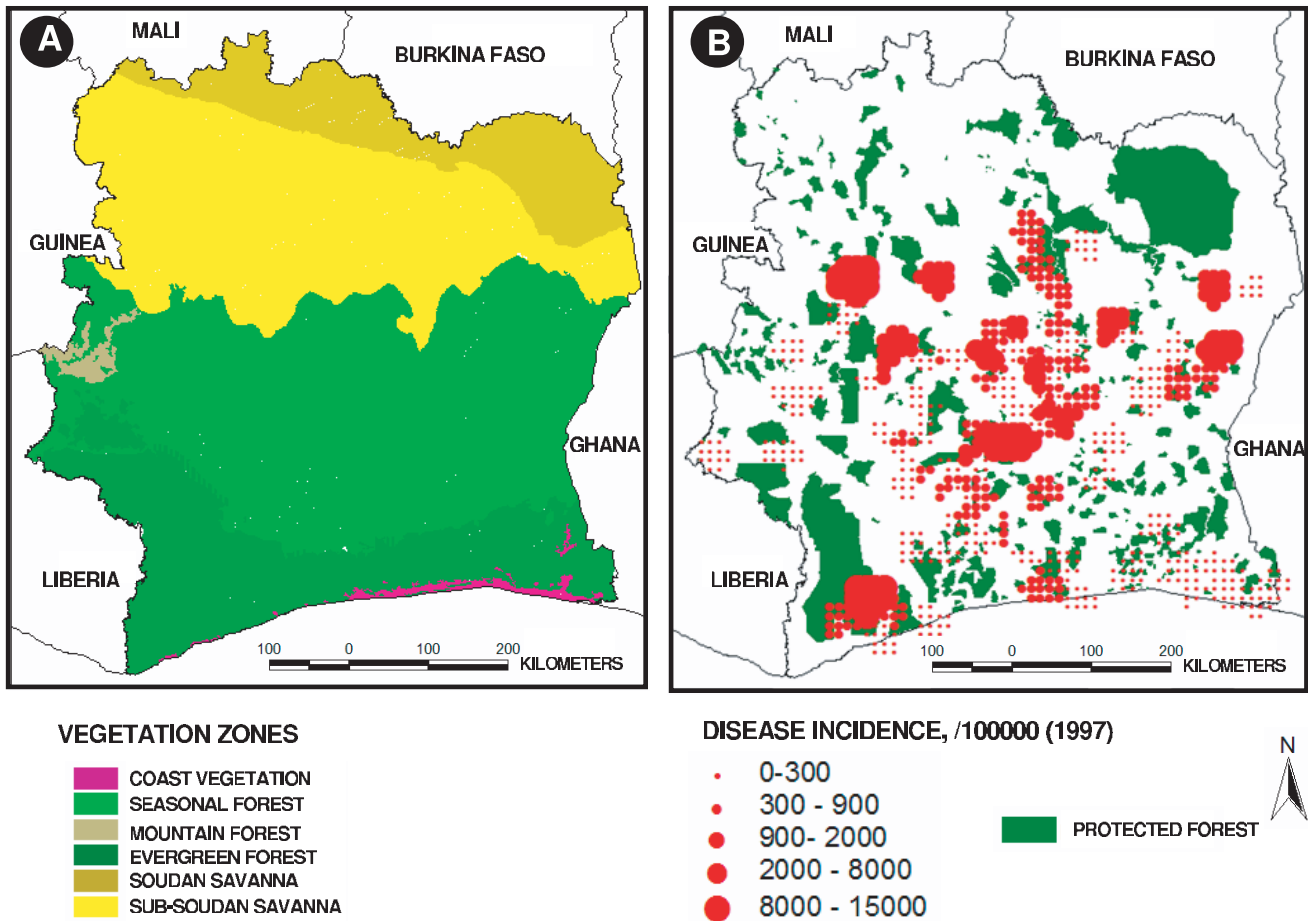 A
MALI
BURKINA FASO
GUINEA
GHANA
LIBERIA
100 0 100 200
KILOMETERS
B
MALI
BURKINA FASO
GUINEA
GHANA
LIBERIA
100 0 100 200
KILOMETERS
VEGETATION ZONES
COAST VEGETATION
SEASONAL FOREST
MOUNTAIN FOREST
EVERGREEN FOREST
SOUDAN SAVANNA
SUB-SOUDAN SAVANNA
DISEASE INCIDENCE, /100000 (1997)
0-300
300 - 900
900- 2000
2000 - 8000
8000 - 15000
PROTECTED FOREST
N